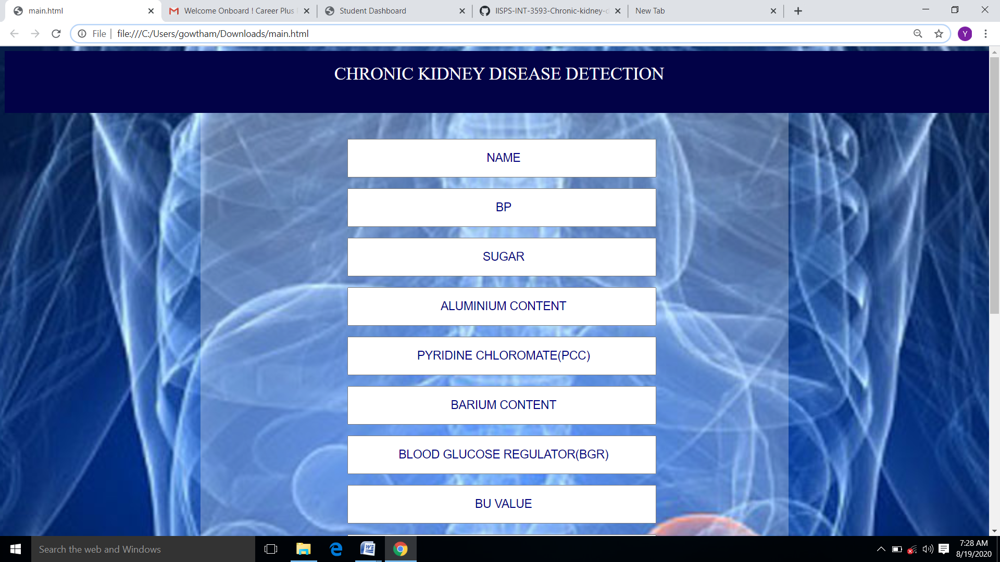 main.html
Welcome Onboard ! Career Plus
Student Dashboard
IISPS-INT-3593-Chronic-kidney-d
New Tab
File
file:///C:/Users/gowtham/Downloads/main.html
Y
CHRONIC KIDNEY DISEASE DETECTION
NAME
BP
SUGAR
ALUMINIUM CONTENT
PYRIDINE CHLOROMATE(PCC)
BARIUM CONTENT
BLOOD GLUCOSE REGULATOR(BGR)
BU VALUE
Search the web and Windows
7:28 AM
8/19/2020